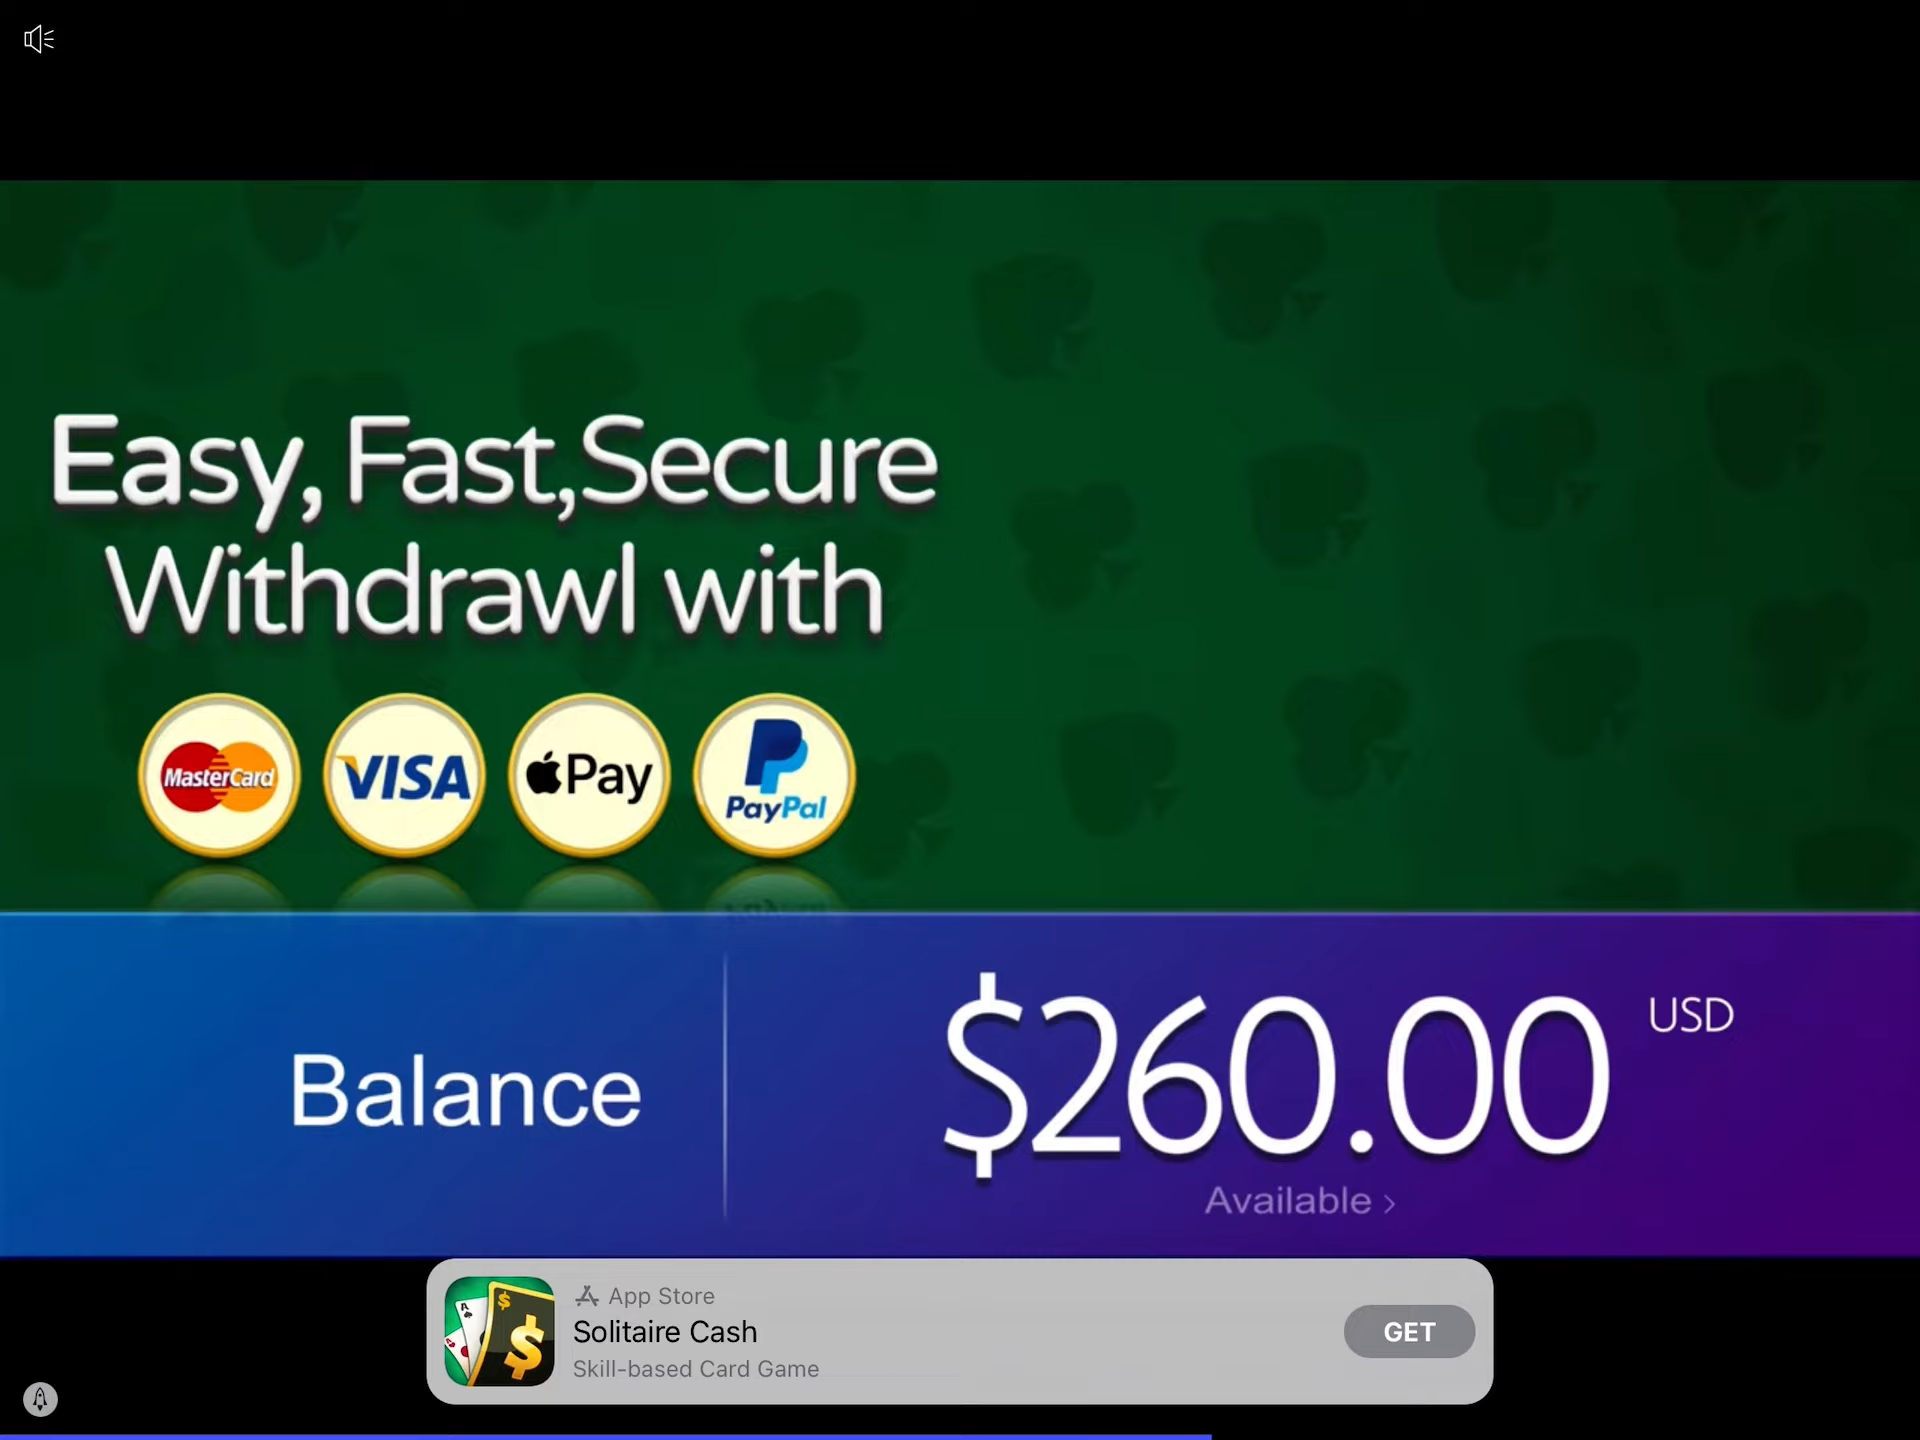 Easy, Fast,Secure
Withdrawl with
MasterCard VISA Pay PayPal
Balance
$260.00 USD
Available >
App Store
Solitaire Cash
Skill-based Card Game
GET